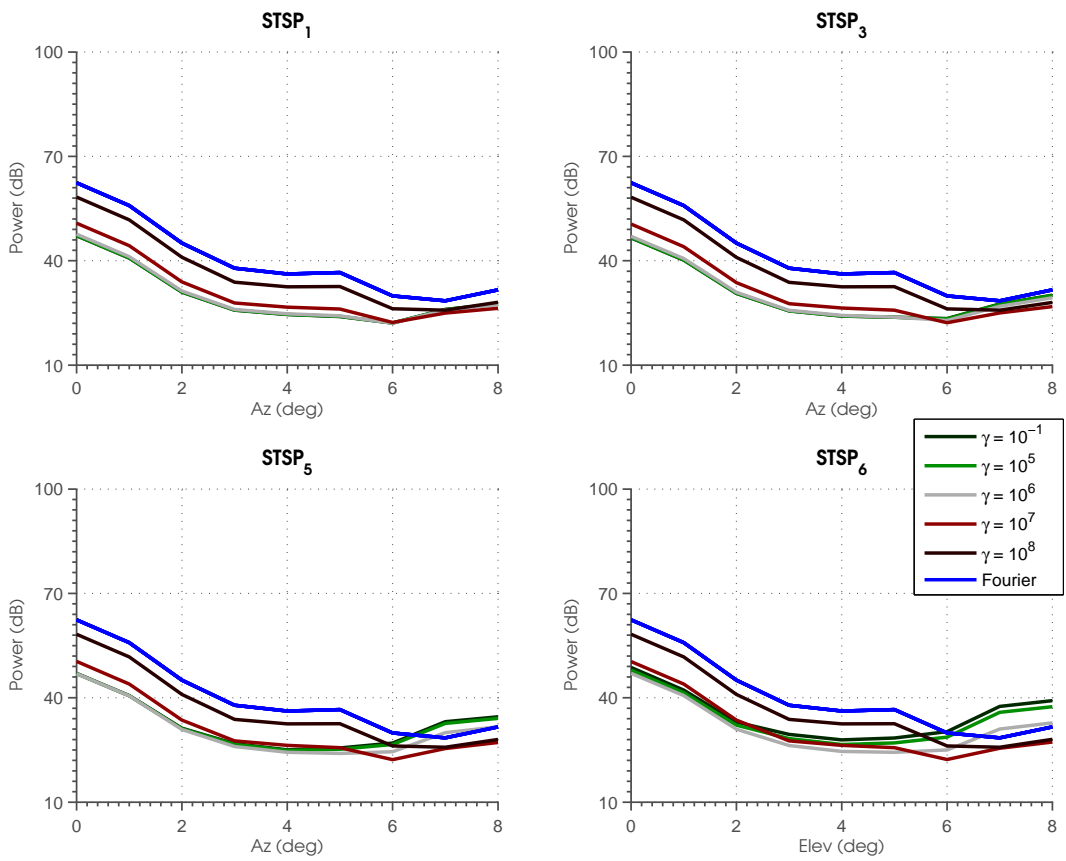 STSP1
100
70
40
10
Power (dB)
0 2 4 6 8
Az (deg)
STSP3
100
70
40
10
Power (dB)
0 2 4 6 8
Az (deg)
STSP5
100
70
40
10
Power (dB)
0 2 4 6 8
Az (deg)
STSP6
100
70
40
10
Power (dB)
0 2 4 6 8
Elev (deg)
γ = 10−1
γ = 105
γ = 106
γ = 107
γ = 108
Fourier